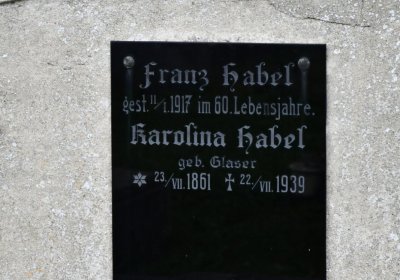 Franz Habel
gest. 11/I. 1917 im 60. Lebensjahre.
Karolina Habel
geb. Glaser
✻ 23./VII. 1861 ✝ 22./VII. 1939